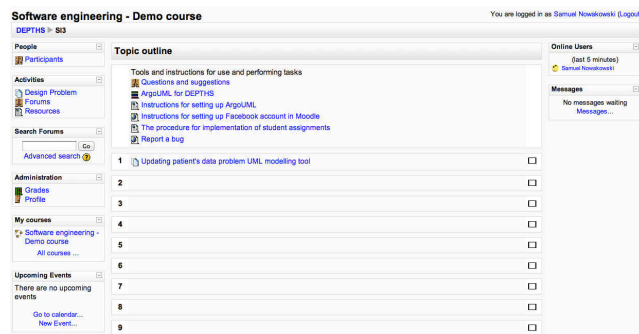 Software engineering - Demo course
You are logged in as Samuel Nowakowski (Logout
DEPTHS SI3
People
Participants
Activities
Design Problem
Forums
Resources
Search Forums
Go
Advanced search ?
Administration
Grades
Profile
My courses
Software engineering -
Demo course
All courses ...
Upcoming Events
There are no upcoming
events
Go to calendar...
New Event...
Topic outline
Tools and instructions for use and performing tasks
Questions and suggestions
ArgoUML for DEPTHS
Instructions for setting up ArgoUML
Instructions for setting up Facebook account in Moodle
The procedure for implementation of student assignments
Report a bug
1 Updating patient's data problem UML modelling tool
2
3
4
5
6
7
8
9
Online Users
(last 5 minutes)
Samuel Nowakowski
Messages
No messages waiting
Messages...